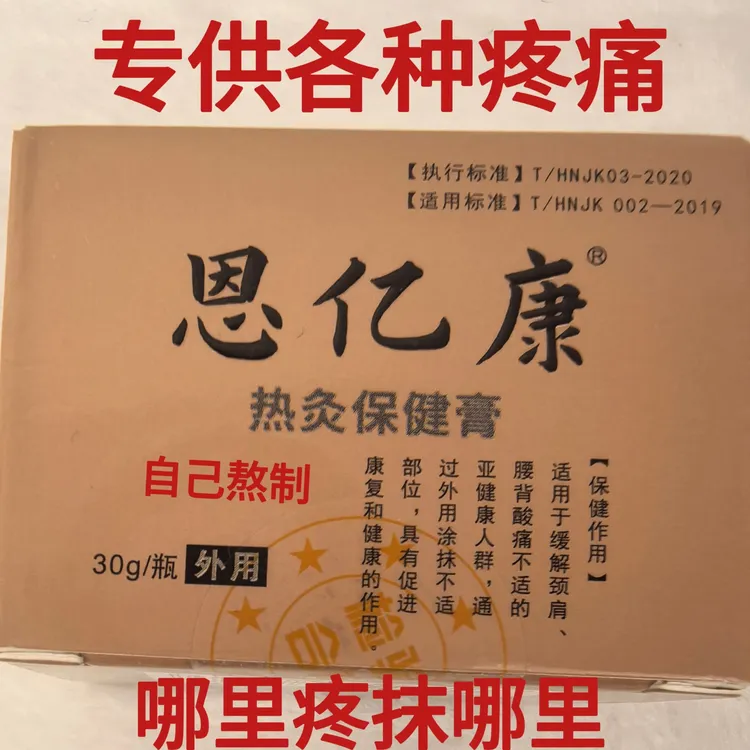 专供各种疼痛
【执行标准】T/HNJK03-2020
【适用标准】T/HNJK 002—2019
恩亿康®
热灸保健膏
自己熬制
30g/瓶 外用
【保健作用】
适用于缓解颈肩、
腰背酸痛不适的
亚健康人群，通
过外用涂抹不适
部位，具有促进
康复和健康的作用。
哪里疼抹哪里